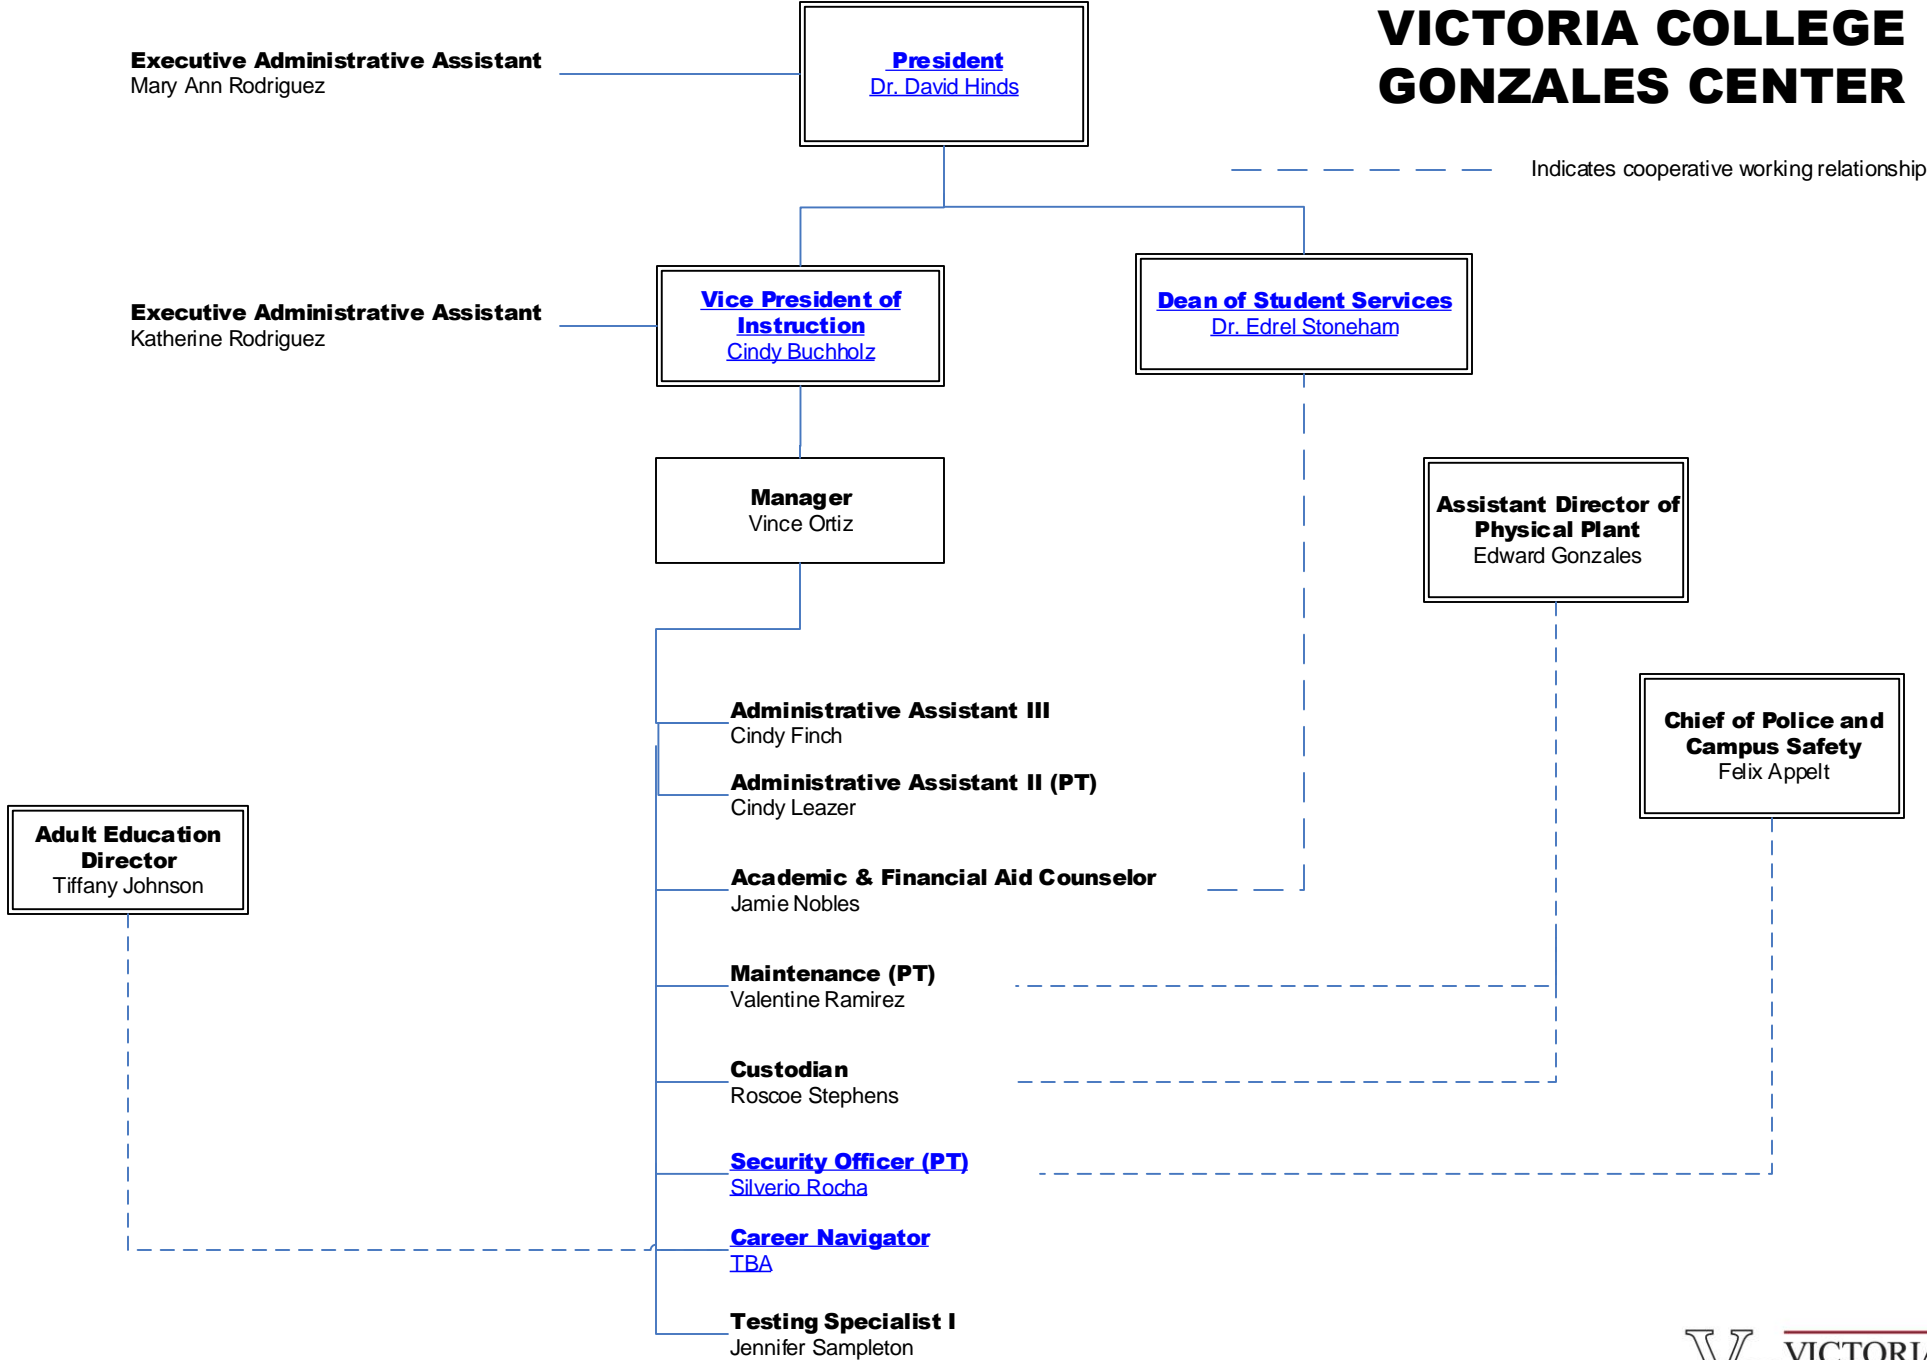 VICTORIA COLLEGE
GONZALES CENTER
Executive Administrative Assistant
Mary Ann Rodriguez
President
Dr. David Hinds
Indicates cooperative working relationship
Executive Administrative Assistant
Katherine Rodriguez
Vice President of
Instruction
Cindy Buchholz
Dean of Student Services
Dr. Edrel Stoneham
Manager
Vince Ortiz
Assistant Director of
Physical Plant
Edward Gonzales
Chief of Police and
Campus Safety
Felix Appelt
Administrative Assistant III
Cindy Finch
Administrative Assistant II (PT)
Cindy Leazer
Adult Education
Director
Tiffany Johnson
Academic & Financial Aid Counselor
Jamie Nobles
Maintenance (PT)
Valentine Ramirez
Custodian
Roscoe Stephens
Security Officer (PT)
Silverio Rocha
Career Navigator
TBA
Testing Specialist I
Jennifer Sampleton
V VICTORIA